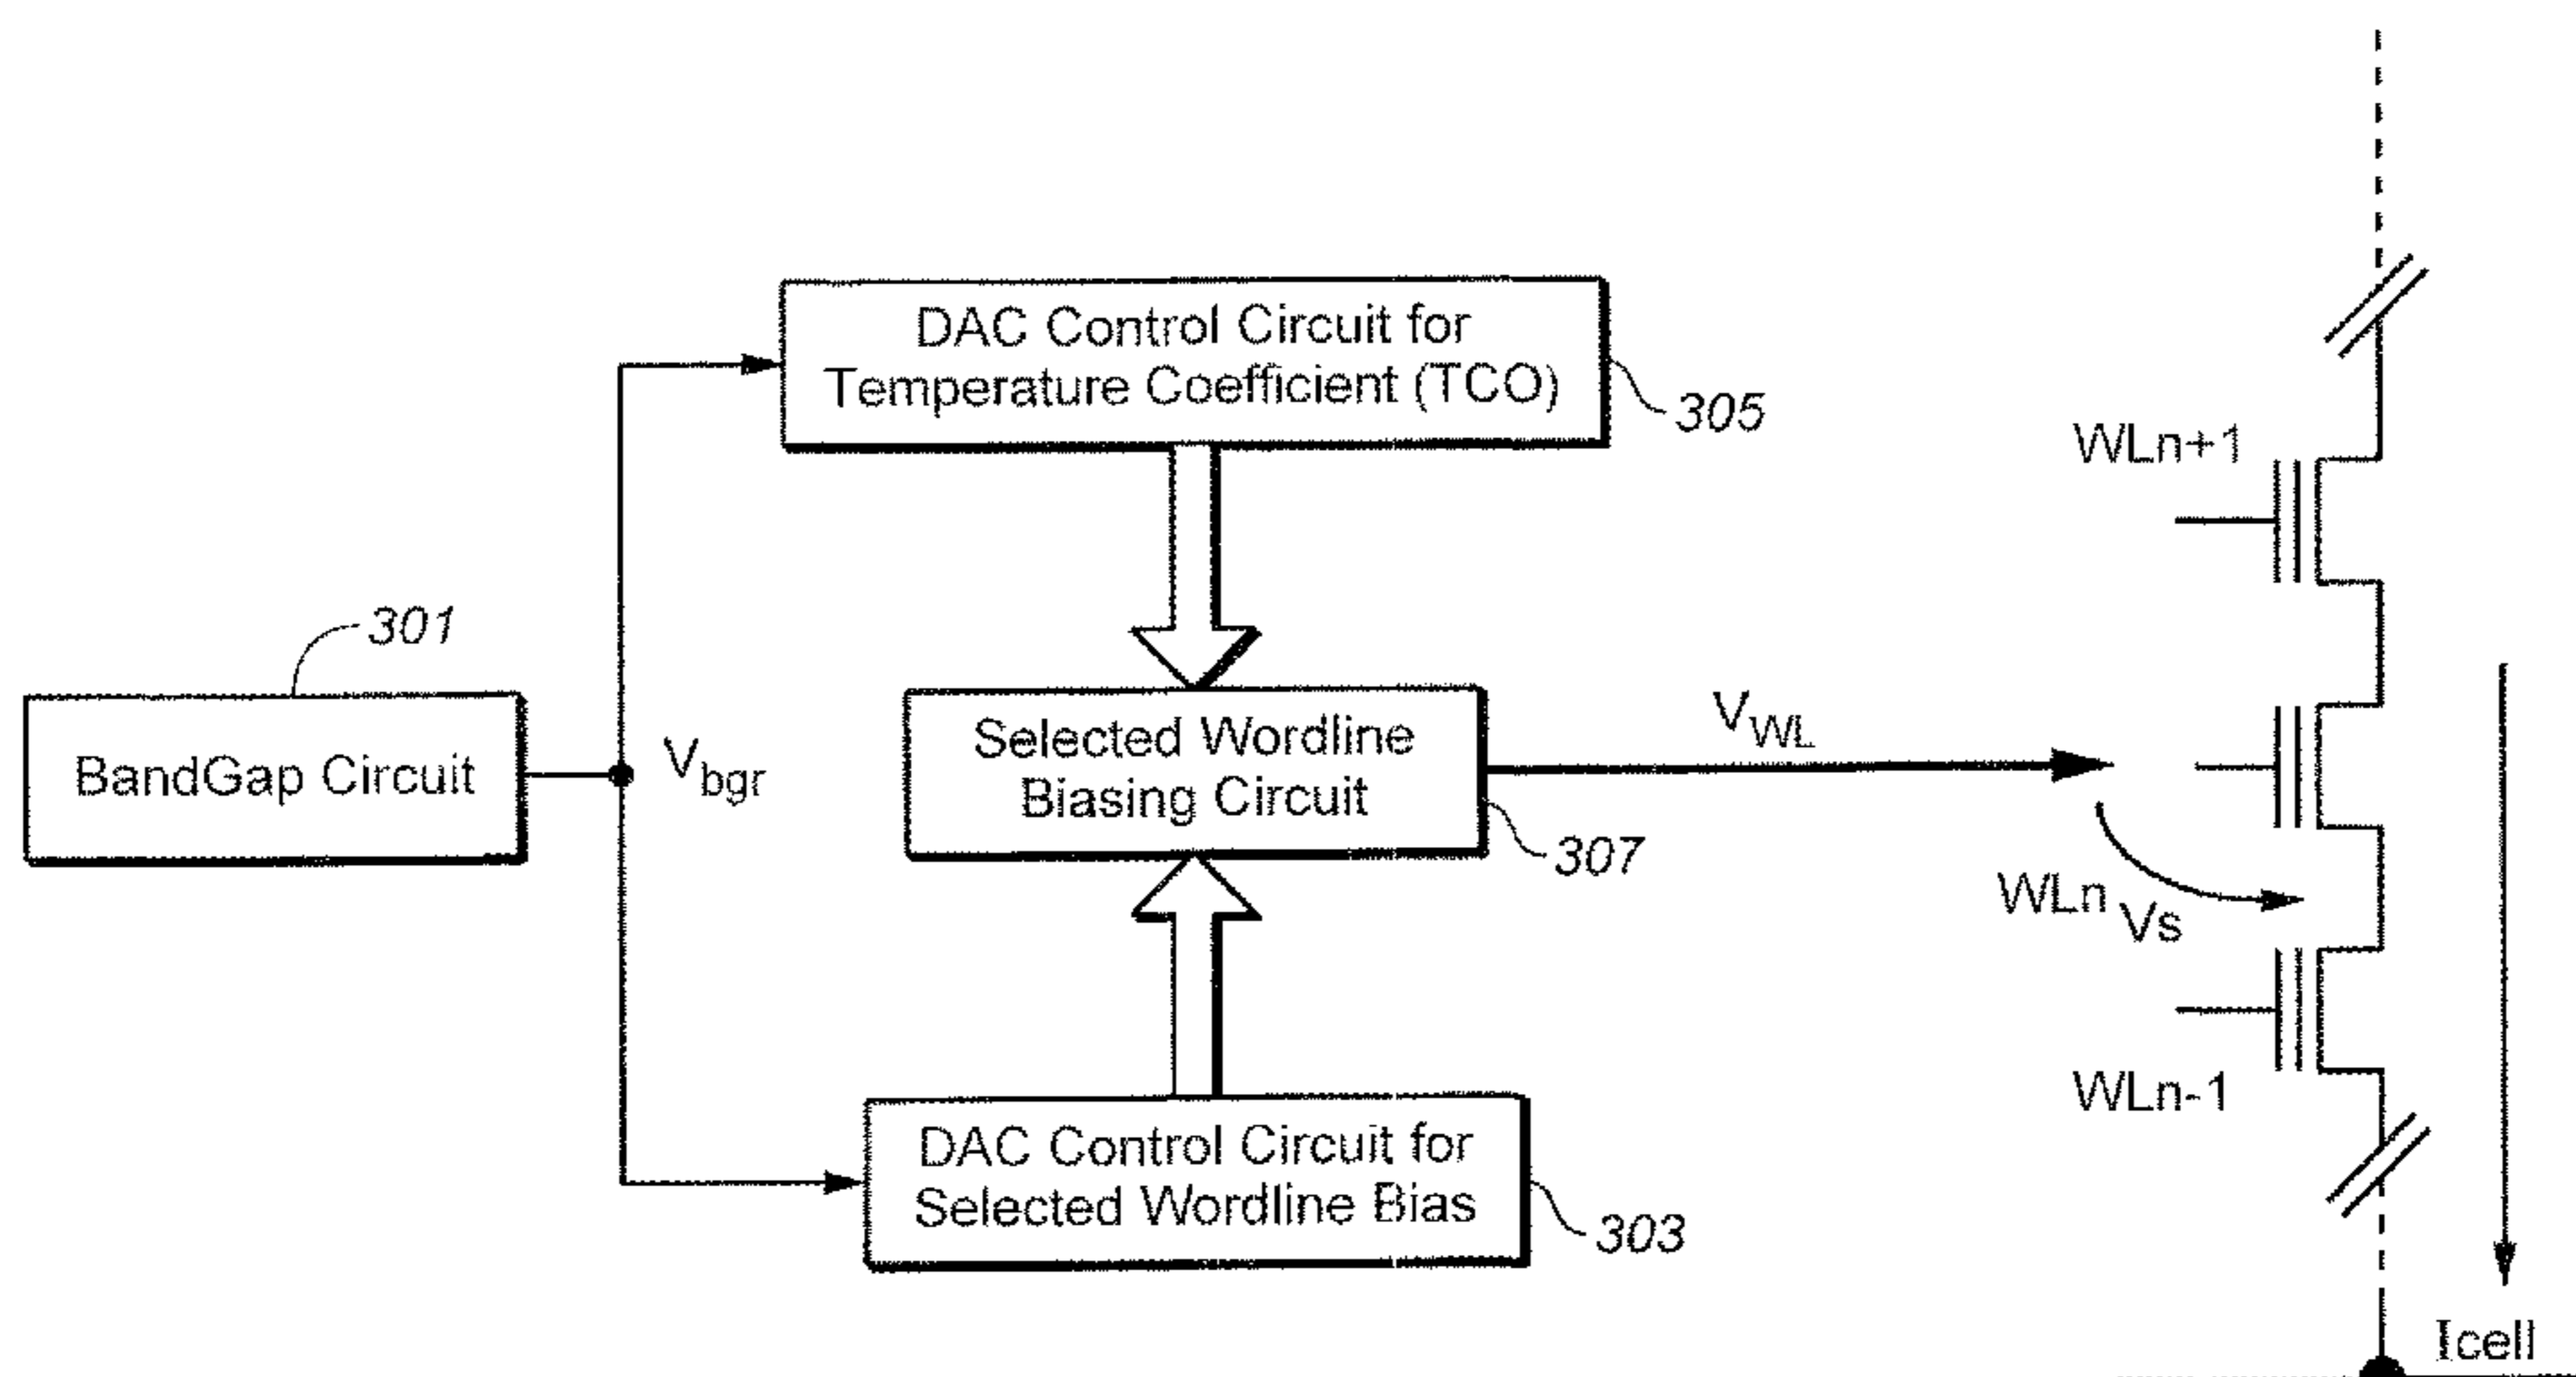 DAC Control Circuit for
Temperature Coefficient (TCO)
305
WLn+1
301
BandGap Circuit
Vbgr
Selected Wordline
Biasing Circuit
307
VWL
WLn
Vs
WLn-1
DAC Control Circuit for
Selected Wordline Bias
303
Icell